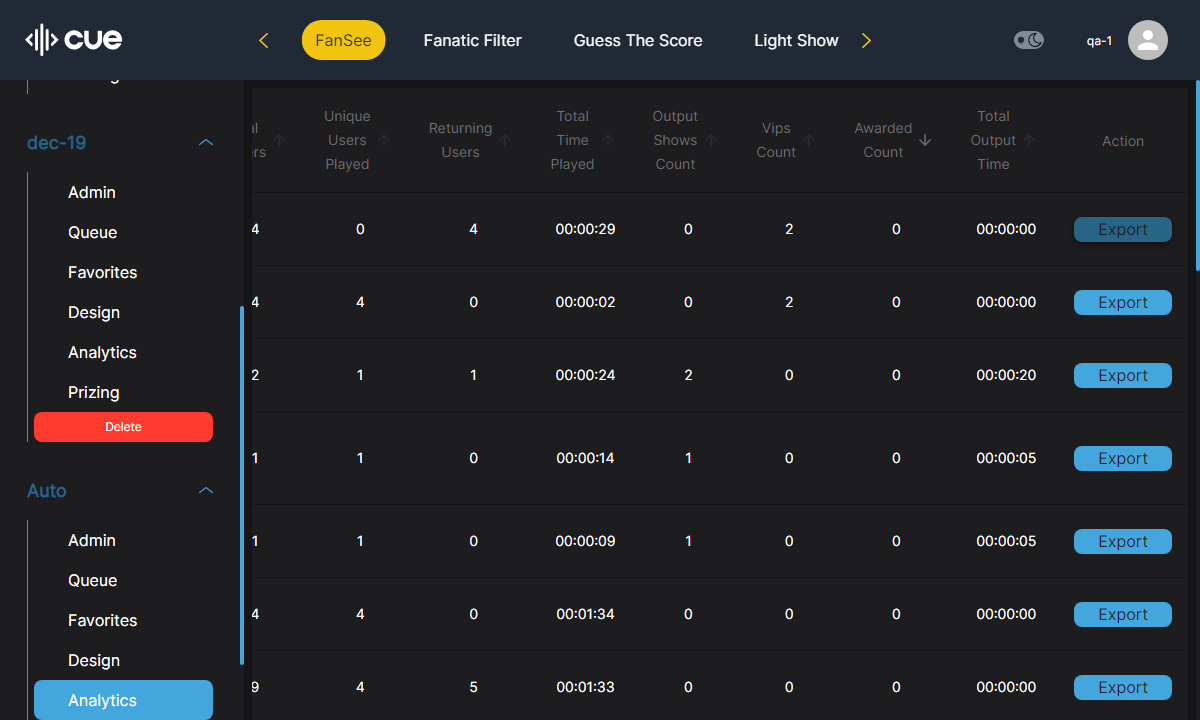 cue
FanSee
Fanatic Filter
Guess The Score
Light Show
qa-1
dec-19
Admin
Queue
Favorites
Design
Analytics
Prizing
Delete
Auto
Admin
Queue
Favorites
Design
Analytics
Unique
Users
Played
Returning
Users
Total
Time
Played
Output
Shows
Count
Vips
Count
Awarded
Count
Total
Output
Time
Action
4 0 4 00:00:29 0 2 0 00:00:00 Export
4 4 0 00:00:02 0 2 0 00:00:00 Export
2 1 1 00:00:24 2 0 0 00:00:20 Export
1 1 0 00:00:14 1 0 0 00:00:05 Export
1 1 0 00:00:09 1 0 0 00:00:05 Export
4 4 0 00:01:34 0 0 0 00:00:00 Export
9 4 5 00:01:33 0 0 0 00:00:00 Export